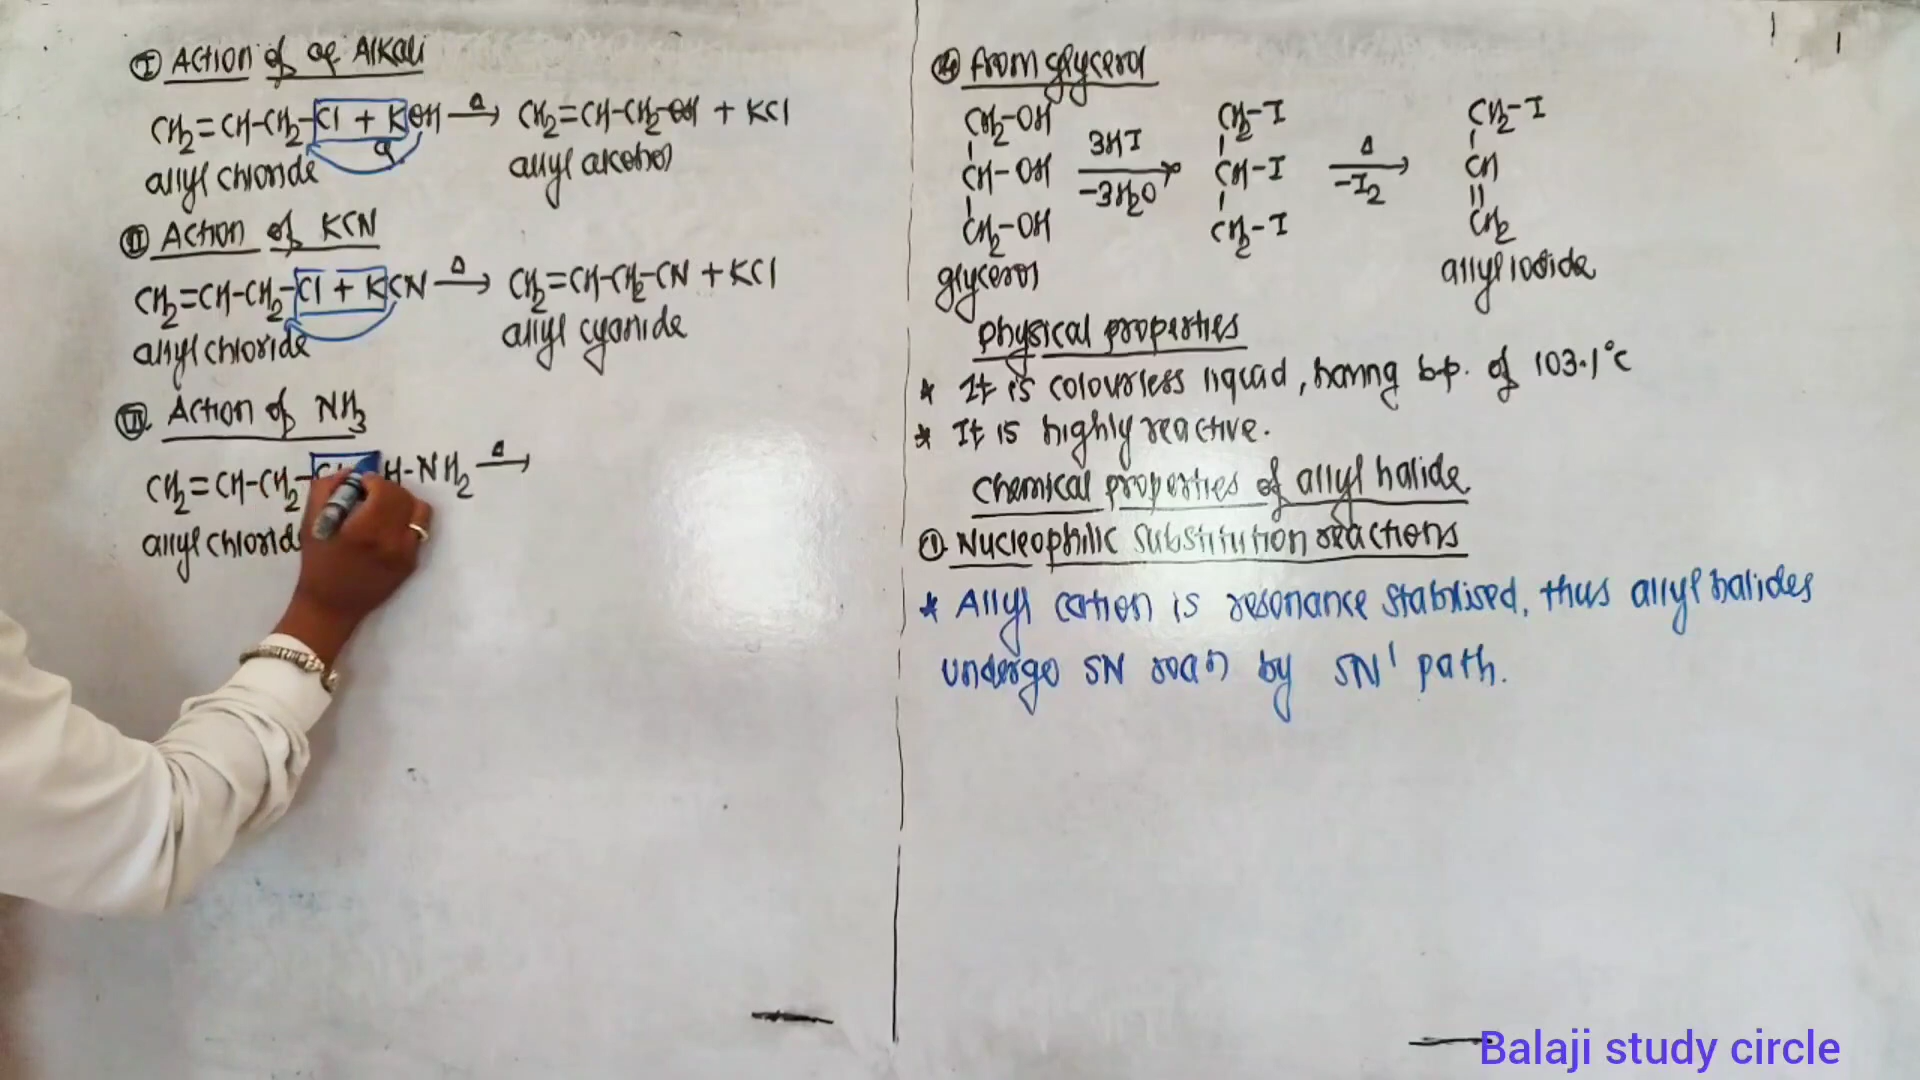 I Action of aq Alkali
CH2=CH-CH2-Cl + KOH →Δ CH2=CH-CH2-OH + KCl
aq
allyl chloride allyl alcohol
II Action of KCN
CH2=CH-CH2-Cl + KCN →Δ CH2=CH-CH2-CN + KCl
allyl chloride allyl cyanide
III Action of NH3
CH2=CH-CH2- H-NH2 →Δ
allyl chloride
④ From glycerol
CH2-OH CH2-I CH2-I
CH-OH 3HI → -3H2O CH-I Δ → -I2 CH
CH2-OH CH2-I CH2
glycerol allyl iodide
Physical properties
* It is colourless liquid, having b.p. of 103.1°C
* It is highly reactive.
Chemical properties of allyl halide
① Nucleophilic substitution reactions
* Allyl cation is resonance stabilised, thus allyl halides
undergo SN reaction by SN1 path.
Balaji study circle